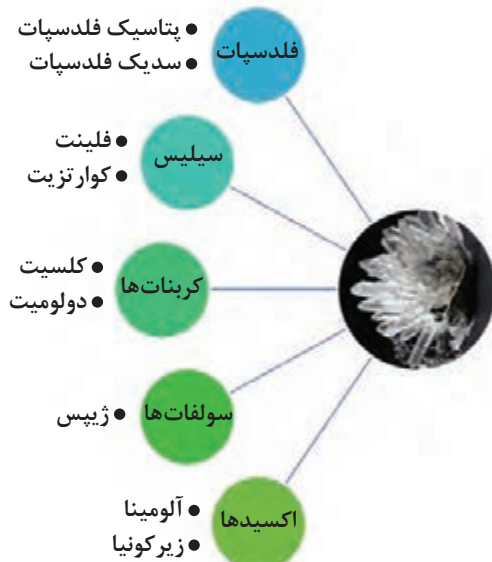 فلدسپات
• پتاسیک فلدسپات
• سدیک فلدسپات
سیلیس
• فلینت
• کوارتزیت
کربنات‌ها
• کلسیت
• دولومیت
سولفات‌ها
• ژیپس
اکسیدها
• آلومینا
• زیرکونیا